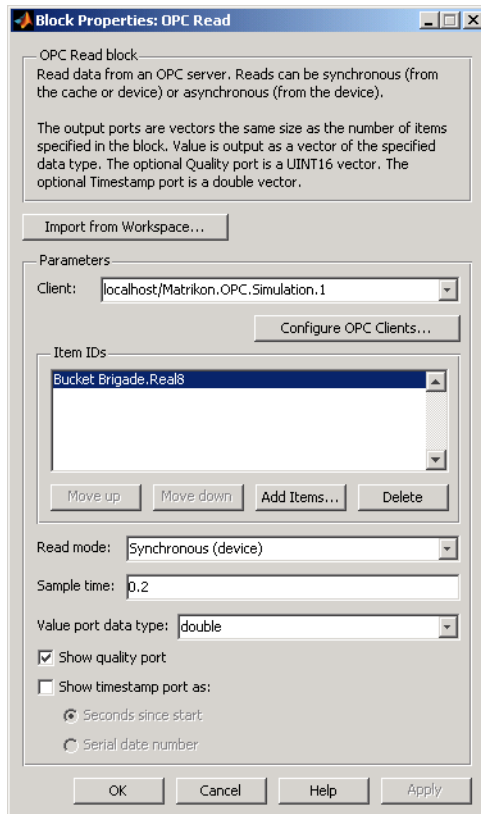 Block Properties: OPC Read
OPC Read block
Read data from an OPC server. Reads can be synchronous (from
the cache or device) or asynchronous (from the device).
The output ports are vectors the same size as the number of items
specified in the block. Value is output as a vector of the specified
data type. The optional Quality port is a UINT16 vector. The
optional Timestamp port is a double vector.
Import from Workspace...
Parameters
Client: localhost/Matrikon.OPC.Simulation.1
Configure OPC Clients...
Item IDs
Bucket Brigade.Real8
Move up Move down Add Items... Delete
Read mode: Synchronous (device)
Sample time: 0.2
Value port data type: double
Show quality port
Show timestamp port as:
Seconds since start
Serial date number
OK Cancel Help Apply